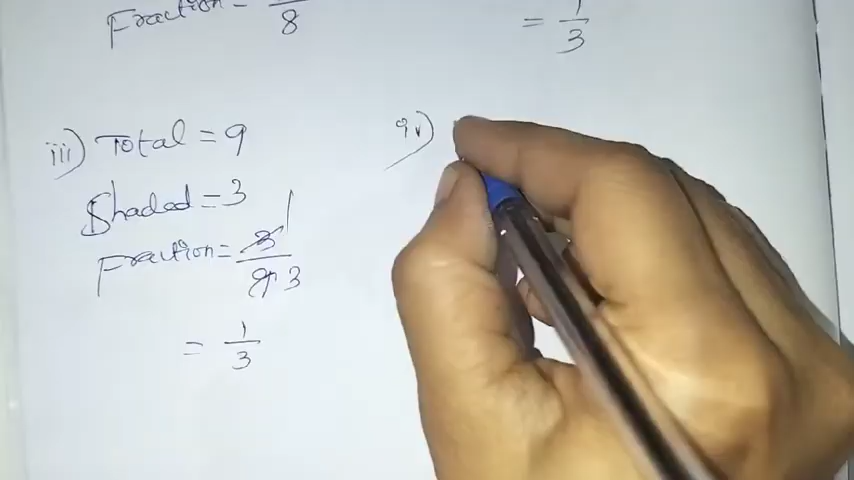 Fraction = /8
= 1/3
iii) Total = 9
Shaded = 3
Fraction = 3 1/9 3
= 1/3
iv)